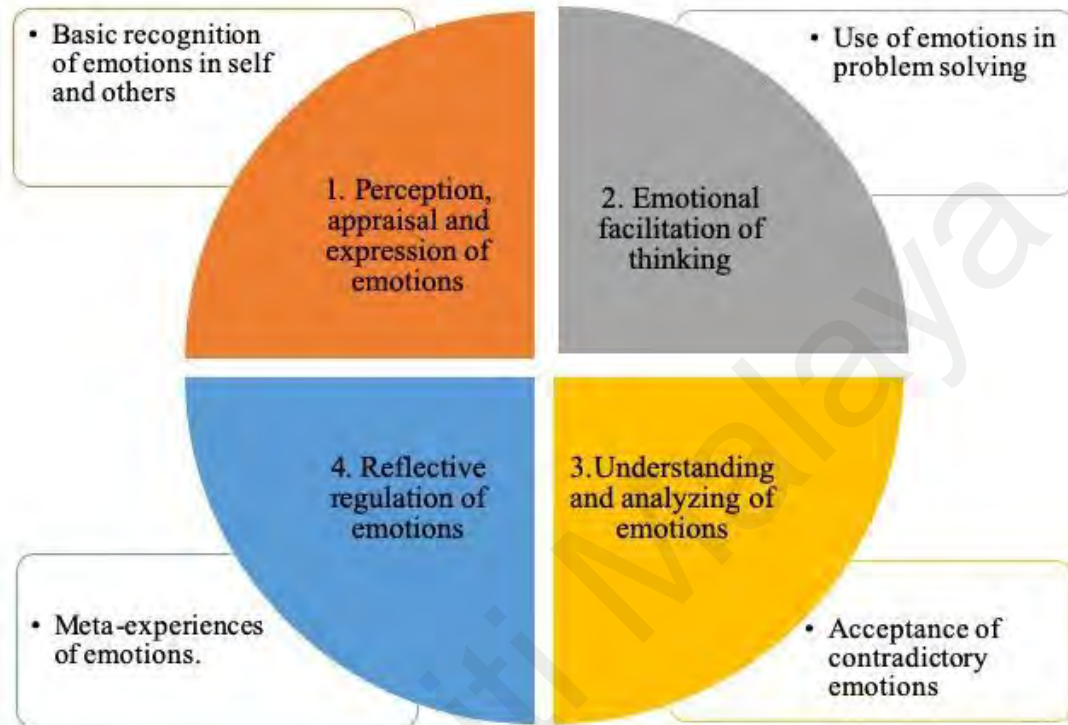 • Basic recognition
of emotions in self
and others
• Use of emotions in
problem solving
1. Perception,
appraisal and
expression of
emotions
2. Emotional
facilitation of
thinking
4. Reflective
regulation of
emotions
3.Understanding
and analyzing of
emotions
• Meta-experiences
of emotions.
• Acceptance of
contradictory
emotions
iti Malaya